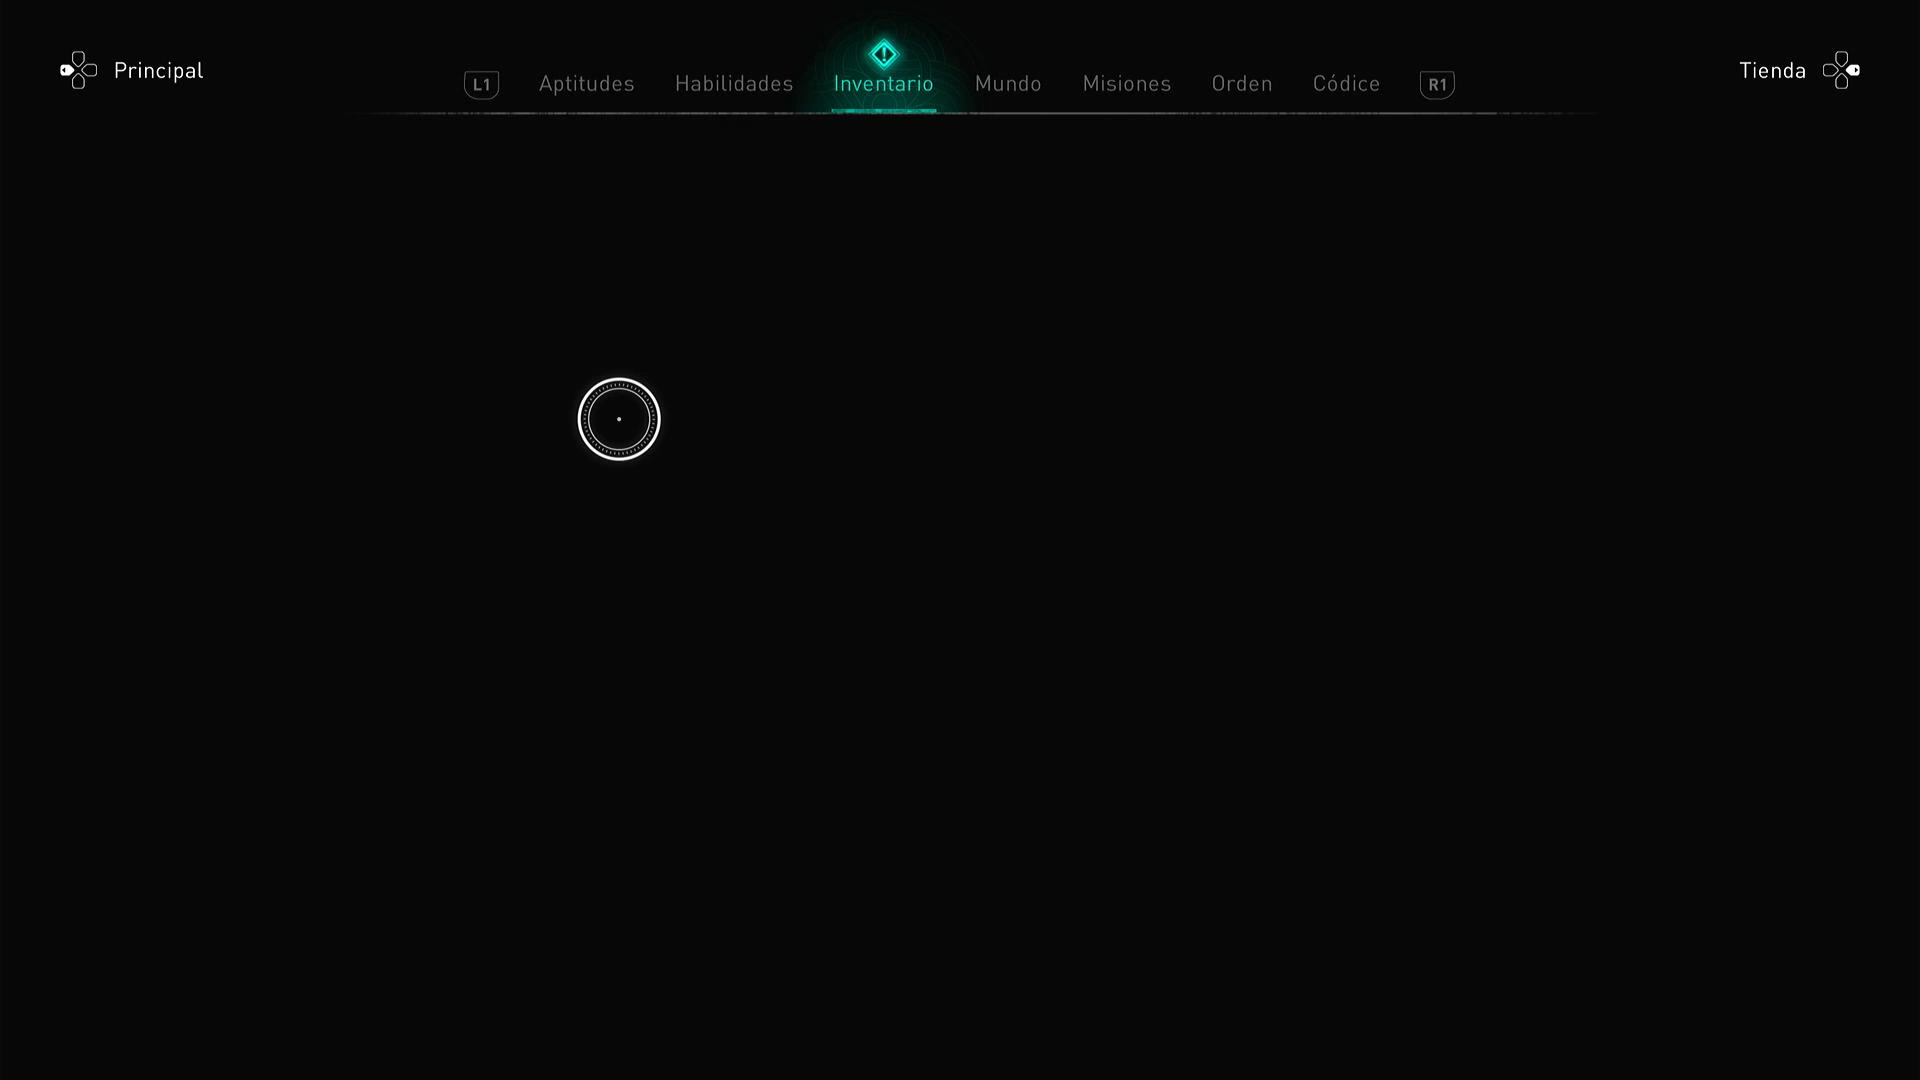 Principal
L1 Aptitudes Habilidades Inventario Mundo Misiones Orden Códice R1
Tienda